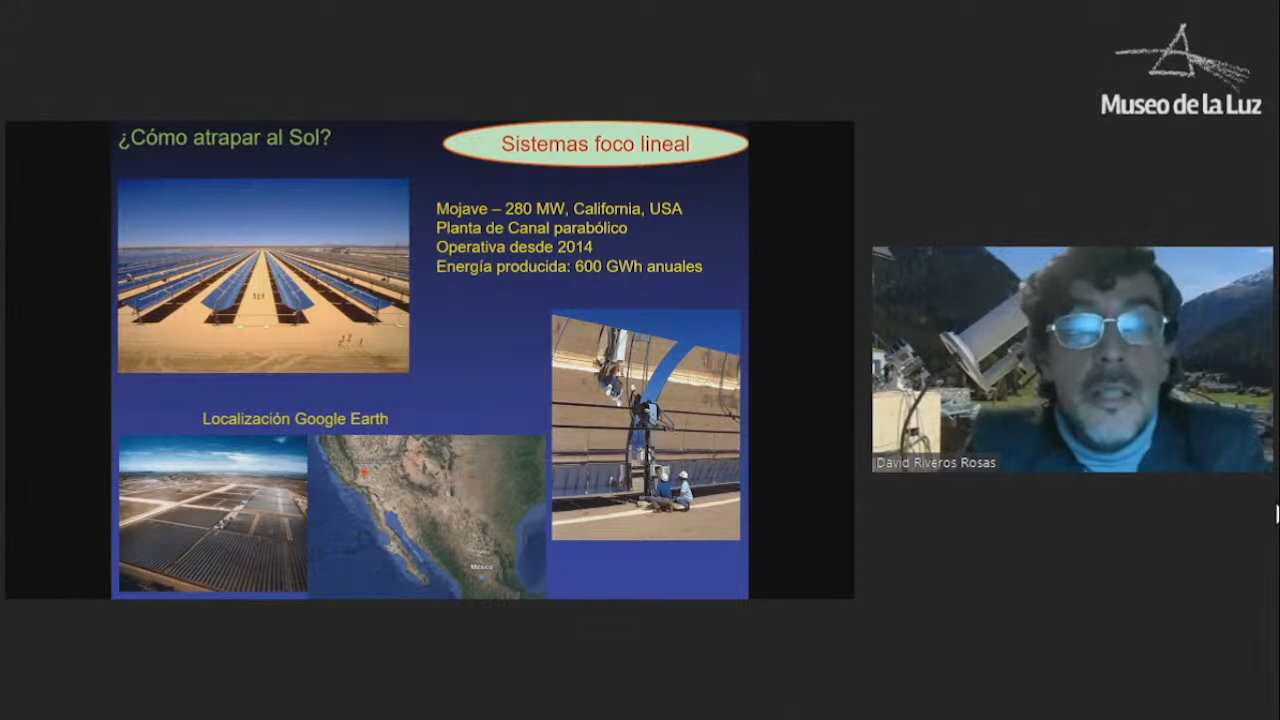 Museo de la Luz
¿Cómo atrapar al Sol?
Sistemas foco lineal
Mojave – 280 MW, California, USA
Planta de Canal parabólico
Operativa desde 2014
Energía producida: 600 GWh anuales
Localización Google Earth
México
David Riveros Rosas